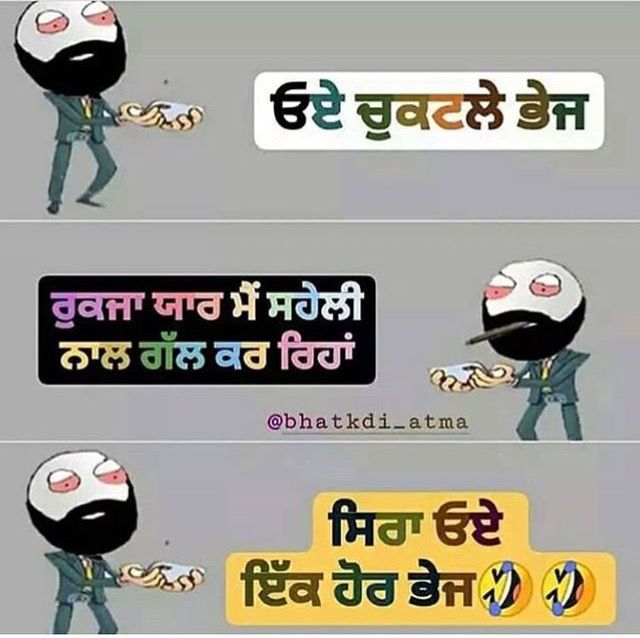 ਓਏ ਚੁਕਟਲੇ ਭੇਜ
ਰੁਕਜਾ ਯਾਰ ਮੈਂ ਸਹੇਲੀ
ਨਾਲ ਗੱਲ ਕਰ ਰਿਹਾਂ
@bhatkdi_atma
ਸਿਰਾ ਓਏ
ਇੱਕ ਹੋਰ ਭੇਜ🤣🤣